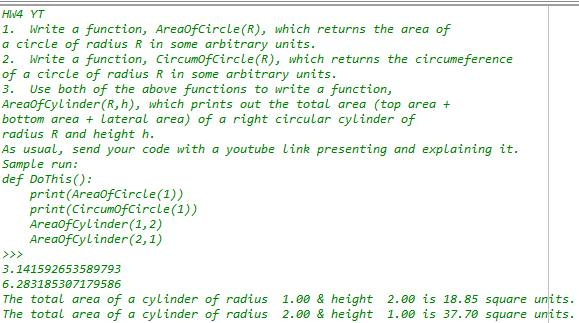 HW4 YT
1.  Write a function, AreaOfCircle(R), which returns the area of
a circle of radius R in some arbitrary units.
2.  Write a function, CircumOfCircle(R), which returns the circumeference
of a circle of radius R in some arbitrary units.
3.  Use both of the above functions to write a function,
AreaOfCylinder(R,h), which prints out the total area (top area +
bottom area + lateral area) of a right circular cylinder of
radius R and height h.
As usual, send your code with a youtube link presenting and explaining it.
Sample run:
def DoThis():
    print(AreaOfCircle(1))
    print(CircumOfCircle(1))
    AreaOfCylinder(1,2)
    AreaOfCylinder(2,1)
>>>
3.141592653589793
6.283185307179586
The total area of a cylinder of radius  1.00 & height  2.00 is 18.85 square units.
The total area of a cylinder of radius  2.00 & height  1.00 is 37.70 square units.